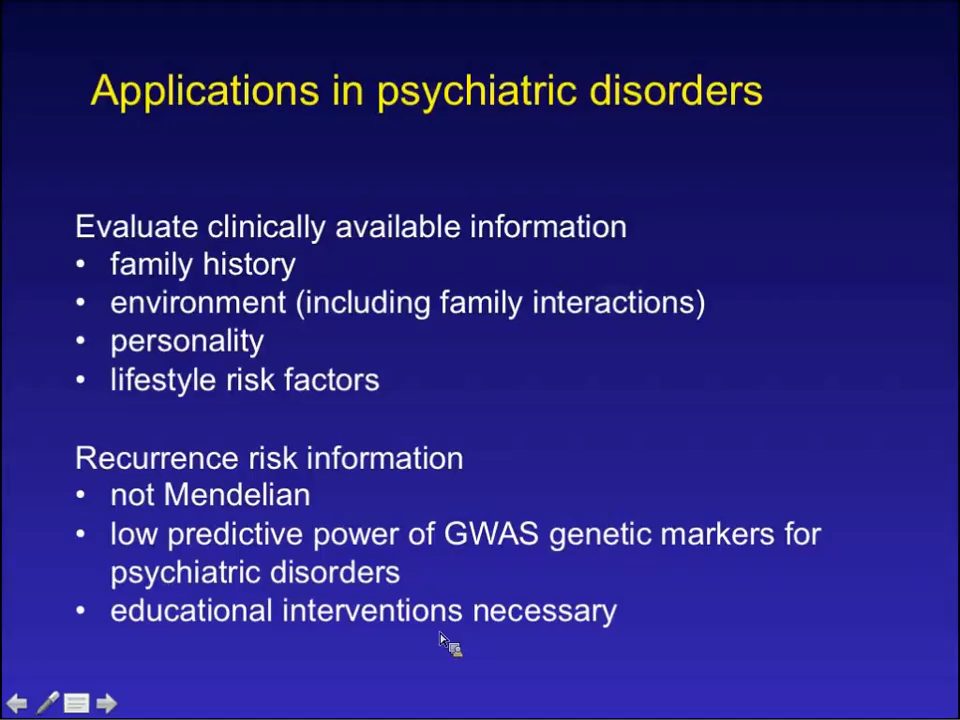 Applications in psychiatric disorders
Evaluate clinically available information
• family history
• environment (including family interactions)
• personality
• lifestyle risk factors
Recurrence risk information
• not Mendelian
• low predictive power of GWAS genetic markers for
psychiatric disorders
• educational interventions necessary